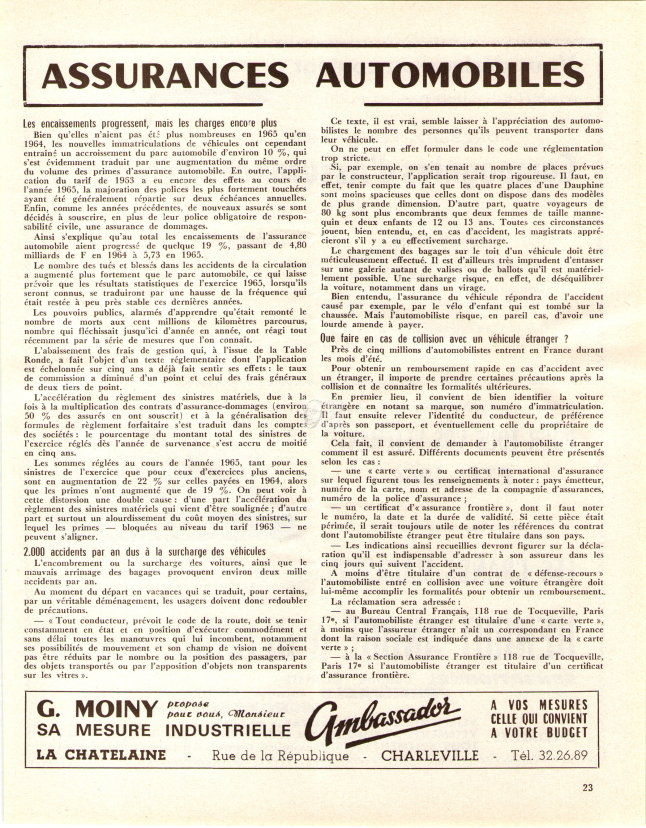 ASSURANCES AUTOMOBILES
Les encaissements progressent, mais les charges encore plus
Bien qu'elles n'aient pas été plus nombreuses en 1965 qu'en
1964, les nouvelles immatriculations de véhicules ont cependant
entraîné un accroissement du parc automobile d'environ 10 %, qui
s'est évidemment traduit par une augmentation du même ordre
du volume des primes d'assurance automobile. En outre, l'appli-
cation du tarif de 1963 a eu encore des effets au cours de
l'année 1965, la majoration des polices les plus fortement touchées
ayant été généralement répartie sur deux échéances annuelles.
Enfin, comme les années précédentes, de nouveaux assurés se sont
décidés à souscrire, en plus de leur police obligatoire de respon-
sabilité civile, une assurance de dommages.
Ainsi s'explique qu'au total les encaissements de l'assurance
automobile aient progressé de quelque 19 %, passant de 4,80
milliards de F en 1964 à 5,73 en 1965.
Le nombre des tués et blessés dans les accidents de la circulation
a augmenté plus fortement que le parc automobile, ce qui laisse
prévoir que les résultats statistiques de l'exercice 1965, lorsqu'ils
seront connus, se traduiront par une hausse de la fréquence qui
était restée à peu près stable ces dernières années.
Les pouvoirs publics, alarmés d'apprendre qu'était remonté le
nombre de morts aux cent millions de kilomètres parcourus,
nombre qui fléchissait jusqu'ici d'année en année, ont réagi tout
récemment par la série de mesures que l'on connaît.
L'abaissement des frais de gestion qui, à l'issue de la Table
Ronde, a fait l'objet d'un texte réglementaire dont l'application
est échelonnée sur cinq ans a déjà fait sentir ses effets : le taux
de commission a diminué d'un point et celui des frais généraux
de deux tiers de point.
L'accélération du règlement des sinistres matériels, due à la
fois à la multiplication des contrats d'assurance-dommages (environ
50 % des assurés en ont souscrit) et à la généralisation des
formules de règlement forfaitaire s'est traduit dans les comptes
des sociétés : le pourcentage du montant total des sinistres de
l'exercice réglés dès l'année de survenance s'est accru de moitié
en cinq ans.
Les sommes réglées au cours de l'année 1965, tant pour les
sinistres de l'exercice que pour ceux d'exercices plus anciens,
sont en augmentation de 22 % sur celles payées en 1964, alors
que les primes n'ont augmenté que de 19 %. On peut voir à
cette distorsion une double cause : d'une part l'accélération du
règlement des sinistres matériels qui vient d'être soulignée ; d'autre
part et surtout un alourdissement du coût moyen des sinistres, sur
lequel les primes — bloquées au niveau du tarif 1963 — ne
peuvent s'aligner.
2.000 accidents par an dus à la surcharge des véhicules
L'encombrement ou la surcharge des voitures, ainsi que le
mauvais arrimage des bagages provoquent environ deux mille
accidents par an.
Au moment du départ en vacances qui se traduit, pour certains,
par un véritable déménagement, les usagers doivent donc redoubler
de précautions.
— « Tout conducteur, prévoit le code de la route, doit se tenir
constamment en état et en position d'exécuter commodément et
sans délai toutes les manœuvres qui lui incombent, notamment
ses possibilités de mouvement et son champ de vision ne doivent
pas être réduits par le nombre ou la position des passagers, par
des objets transportés ou par l'apposition d'objets non transparents
sur les vitres ».
Ce texte, il est vrai, semble laisser à l'appréciation des automo-
bilistes le nombre des personnes qu'ils peuvent transporter dans
leur véhicule.
On ne peut en effet formuler dans le code une réglementation
trop stricte.
Si, par exemple, on s'en tenait au nombre de places prévues
par le constructeur, l'application serait trop rigoureuse. Il faut, en
effet, tenir compte du fait que les quatre places d'une Dauphine
sont moins spacieuses que celles dont on dispose dans des modèles
de plus grande dimension. D'autre part, quatre voyageurs de
80 kg sont plus encombrants que deux femmes de taille manne-
quin et deux enfants de 12 ou 13 ans. Toutes ces circonstances
jouent, bien entendu, et, en cas d'accident, les magistrats appré-
cieront s'il y a eu effectivement surcharge.
Le chargement des bagages sur le toit d'un véhicule doit être
méticuleusement effectué. Il est d'ailleurs très imprudent d'entasser
sur une galerie autant de valises ou de ballots qu'il est matériel-
lement possible. Une surcharge risque, en effet, de déséquilibrer
la voiture, notamment dans un virage.
Bien entendu, l'assurance du véhicule répondra de l'accident
causé par exemple, par le vélo d'enfant qui est tombé sur la
chaussée. Mais l'automobiliste risque, en pareil cas, d'avoir une
lourde amende à payer.
Que faire en cas de collision avec un véhicule étranger ?
Près de cinq millions d'automobilistes entrent en France durant
les mois d'été.
Pour obtenir un remboursement rapide en cas d'accident avec
un étranger, il importe de prendre certaines précautions après la
collision et de connaître les formalités ultérieures.
En premier lieu, il convient de bien identifier la voiture
étrangère en notant sa marque, son numéro d'immatriculation.
Il faut ensuite relever l'identité du conducteur, de préférence
d'après son passeport, et éventuellement celle du propriétaire de
la voiture.
Cela fait, il convient de demander à l'automobiliste étranger
comment il est assuré. Différents documents peuvent être présentés
selon les cas :
— une « carte verte » ou certificat international d'assurance
sur lequel figurent tous les renseignements à noter : pays émetteur,
numéro de la carte, nom et adresse de la compagnie d'assurances,
numéro de la police d'assurance ;
— un certificat d'« assurance frontière », dont il faut noter
le numéro, la date et la durée de validité. Si cette pièce était
périmée, il serait toujours utile de noter les références du contrat
dont l'automobiliste étranger peut être titulaire dans son pays.
— Les indications ainsi recueillies devront figurer sur la décla-
ration qu'il est indispensable d'adresser à son assureur dans les
cinq jours qui suivent l'accident.
A moins d'être titulaire d'un contrat de « défense-recours »
l'automobiliste entré en collision avec une voiture étrangère doit
lui-même accomplir les formalités pour obtenir un remboursement.
La réclamation sera adressée :
— au Bureau Central Français, 118 rue de Tocqueville, Paris
17e, si l'automobiliste étranger est titulaire d'une « carte verte »,
à moins que l'assureur étranger n'ait un correspondant en France
dont la raison sociale est indiquée dans une annexe de la « carte
verte » ;
— à la « Section Assurance Frontière » 118 rue de Tocqueville,
Paris 17e si l'automobiliste étranger est titulaire d'un certificat
d'assurance frontière.
G. MOINY propose
pour vous, Monsieur
SA MESURE INDUSTRIELLE
Ambassador
A VOS MESURES
CELLE QUI CONVIENT
A VOTRE BUDGET
LA CHATELAINE - Rue de la République - CHARLEVILLE - Tél. 32.26.89
23